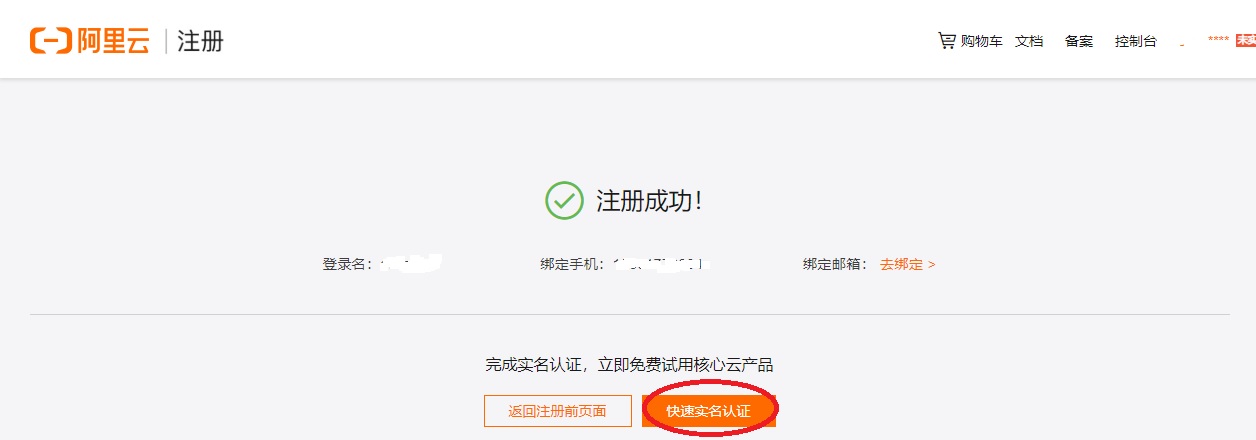 阿里云 注册
购物车 文档 备案 控制台 ****
注册成功！
登录名： 绑定手机： 绑定邮箱： 去绑定 >
完成实名认证，立即免费试用核心云产品
返回注册前页面 快速实名认证